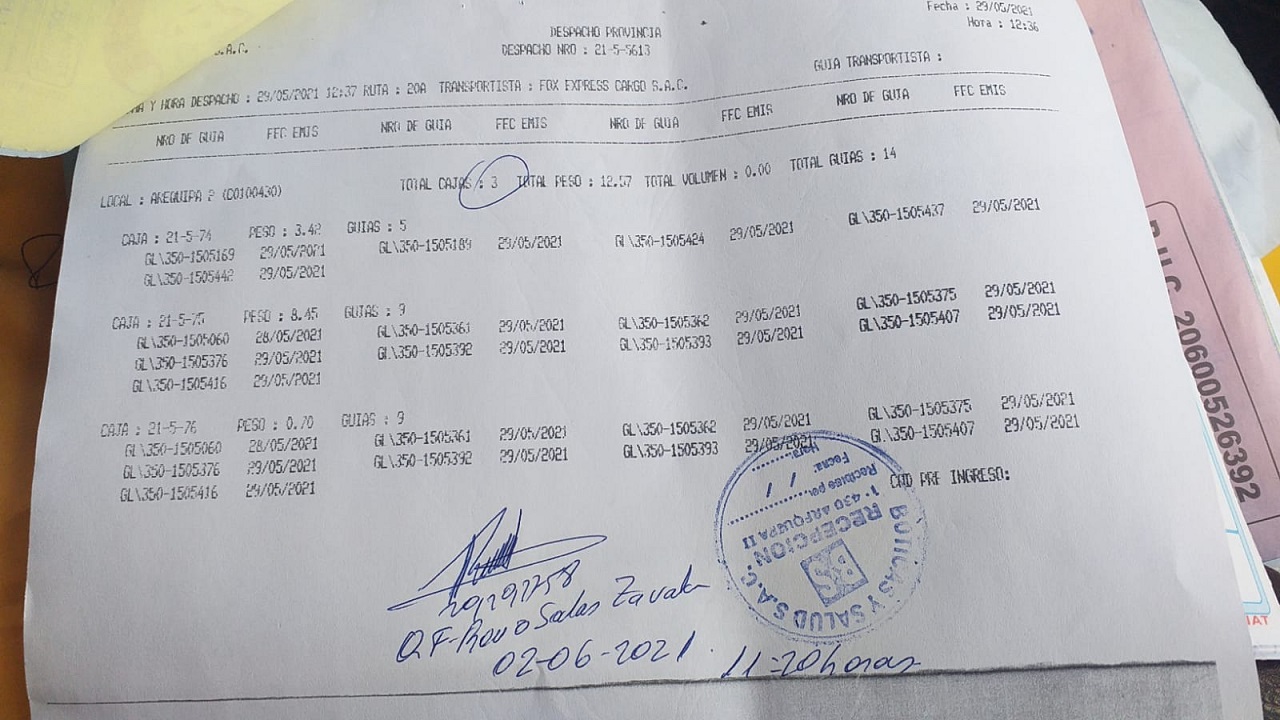 Fecha : 29/05/2021
Hora : 12:36
S.A.C.
DESPACHO PROVINCIA
DESPACHO NRO : 21-5-5613
GUIA TRANSPORTISTA :
Y HORA DESPACHO : 29/05/2021 12:37 RUTA : 20A TRANSPORTISTA : FOX EXPRESS CARGO S.A.C.
NRO DE GUIA FEC EMIS NRO DE GUIA FEC EMIS NRO DE GUIA FEC EMIS NRO DE GUIA FEC EMIS
LOCAL : AREQUIPA 2 (C0100430) TOTAL CAJAS : 3 TOTAL PESO : 12.57 TOTAL VOLUMEN : 0.00 TOTAL GUIAS : 14
CAJA : 21-5-74 PESO : 3.42 GUIAS : 5
GL\350-1505169 29/05/2021 GL\350-1505189 29/05/2021 GL\350-1505424 29/05/2021 GL\350-1505437 29/05/2021
GL\350-1505442 29/05/2021
CAJA : 21-5-75 PESO : 8.45 GUIAS : 9
GL\350-1505060 28/05/2021 GL\350-1505361 29/05/2021 GL\350-1505362 29/05/2021 GL\350-1505375 29/05/2021
GL\350-1505376 29/05/2021 GL\350-1505392 29/05/2021 GL\350-1505393 29/05/2021 GL\350-1505407 29/05/2021
GL\350-1505416 29/05/2021
CAJA : 21-5-76 PESO : 0.70 GUIAS : 9
GL\350-1505060 28/05/2021 GL\350-1505361 29/05/2021 GL\350-1505362 29/05/2021 GL\350-1505375 29/05/2021
GL\350-1505376 29/05/2021 GL\350-1505392 29/05/2021 GL\350-1505393 29/05/2021 GL\350-1505407 29/05/2021
GL\350-1505416 29/05/2021
CMD PRE INGRESO:
BOTICAS Y SALUD S.A.C.
BS
RECEPCION
1-430 AREQUIPA II
Recibido por:
Fecha: / /
Hora:
Q.F. Salas Zavala
02-06-2021. 11-20 horas
R.U.C. 20600526392